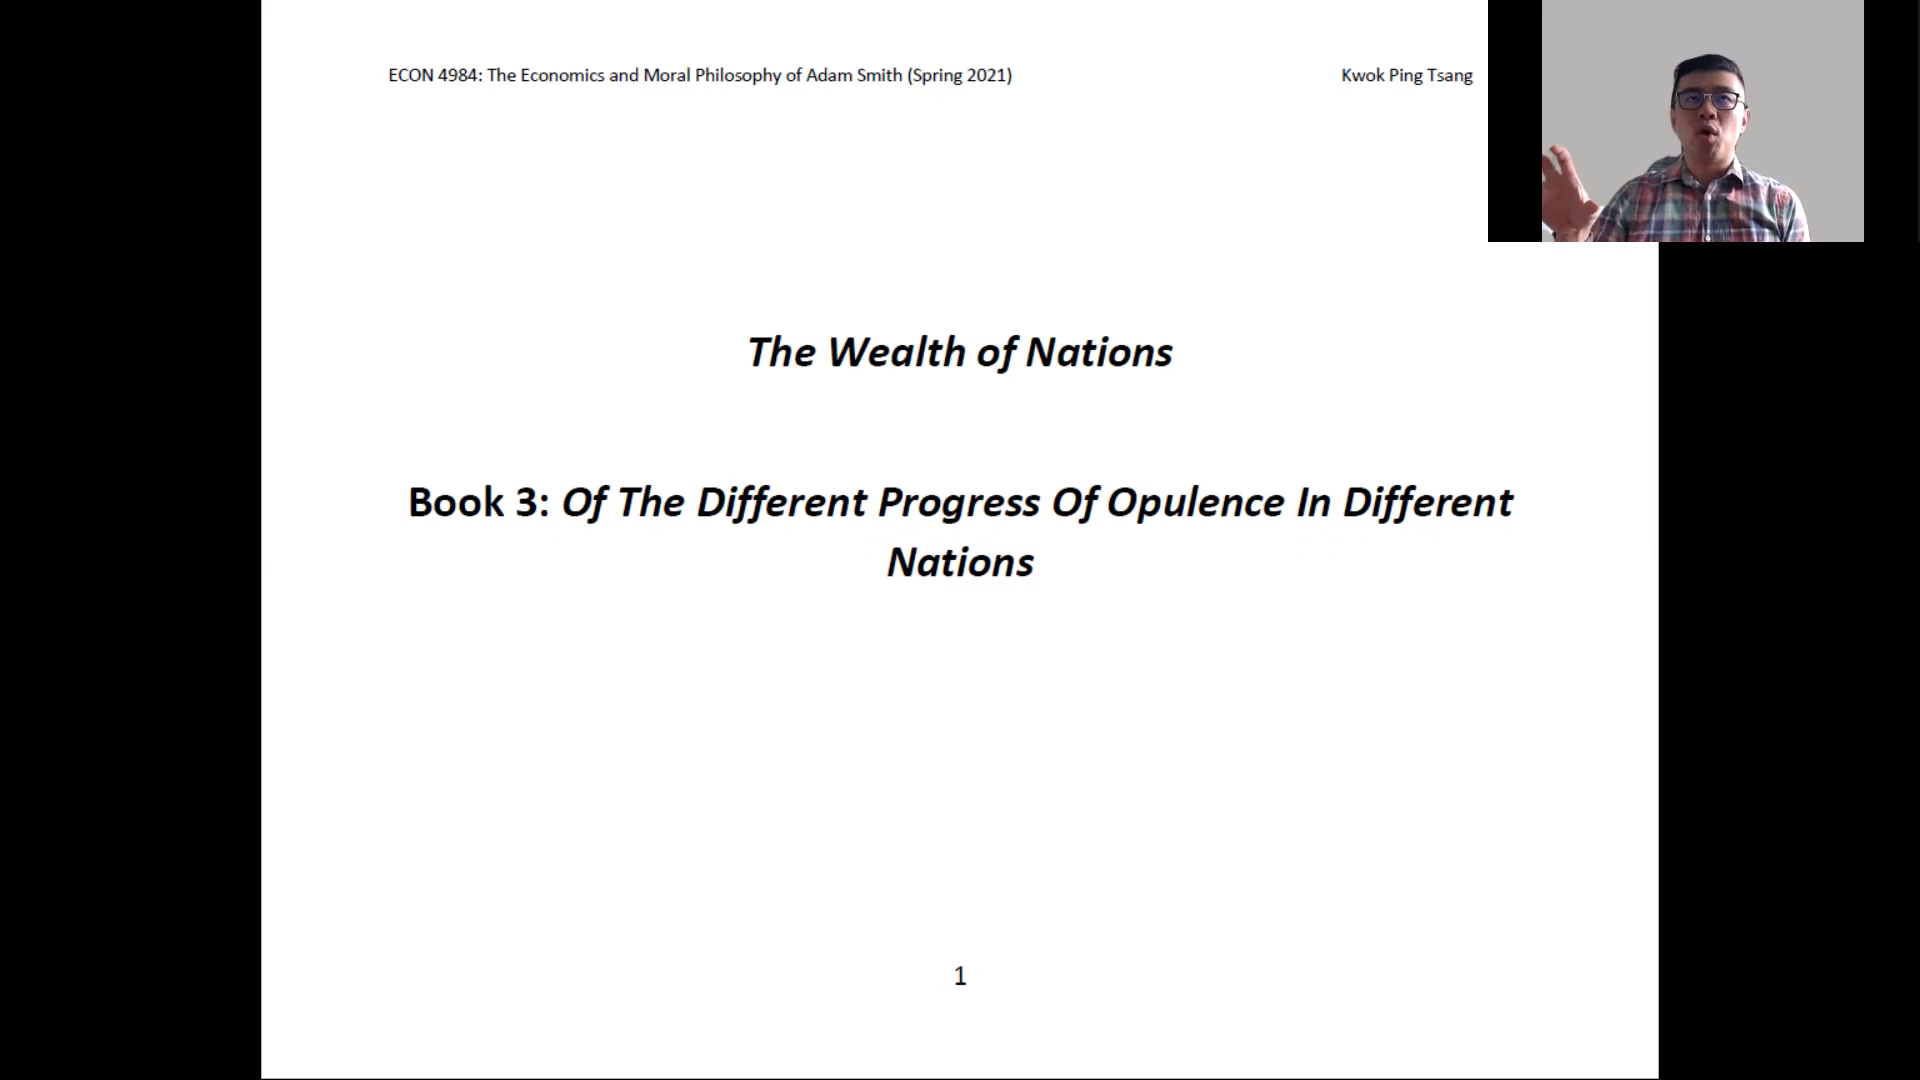 ECON 4984: The Economics and Moral Philosophy of Adam Smith (Spring 2021) Kwok Ping Tsang
The Wealth of Nations
Book 3: Of The Different Progress Of Opulence In Different
Nations
1